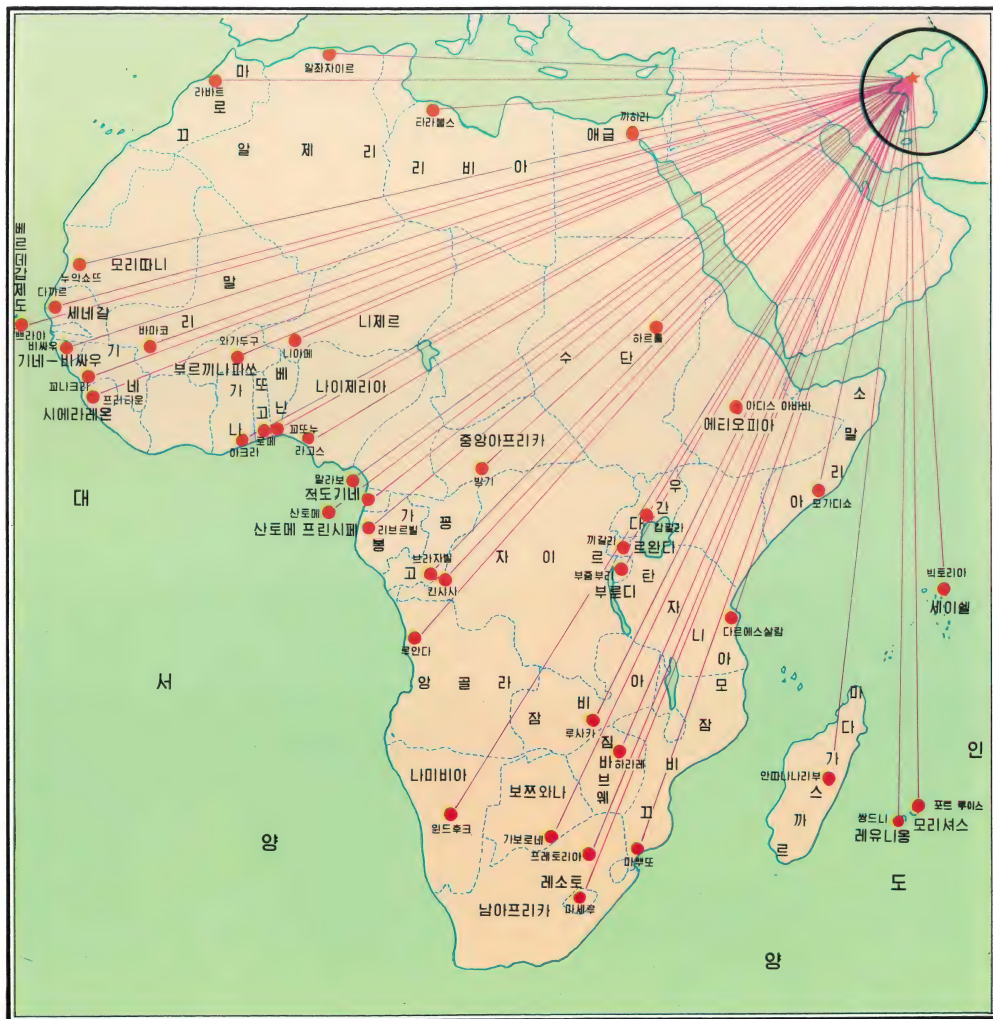 마로끄
라바트
알좌자이르
알제리
타라불스
리비아
애급
까히라
베르데갑제도
쁘라이아
누악쇼뜨
모리따니
다까르
세네갈
비싸우
기네-비싸우
기네
꼬나크리
프리타운
시에라레온
말리
바마코
와가두구
부르끼나파쏘
니아메
니제르
가나
아크라
또고
로메
베난
꼬또누
나이제리아
라고스
수단
하르툼
아디스 아바바
에티오피아
소말리아
모가디쇼
중앙아프리카
방기
말라보
적도기네
산토메
산토메 프린시페
가봉
리브르빌
꽁고
브라자빌
킨샤사
자이르
우간다
캄팔라
끼갈리
르완다
부줌부라
부룬디
탄자니아
다르에스살람
빅토리아
세이쉘
루안다
앙골라
잠비아
루사카
짐바브웨
하라레
모잠비끄
마뿌또
나미비아
윈드후크
보쯔와나
가보로네
프레토리아
레소토
마세루
남아프리카
마다가스까르
안따나나리부
쌍드니
레유니옹
포트 루이스
모리셔스
대서양
인도양